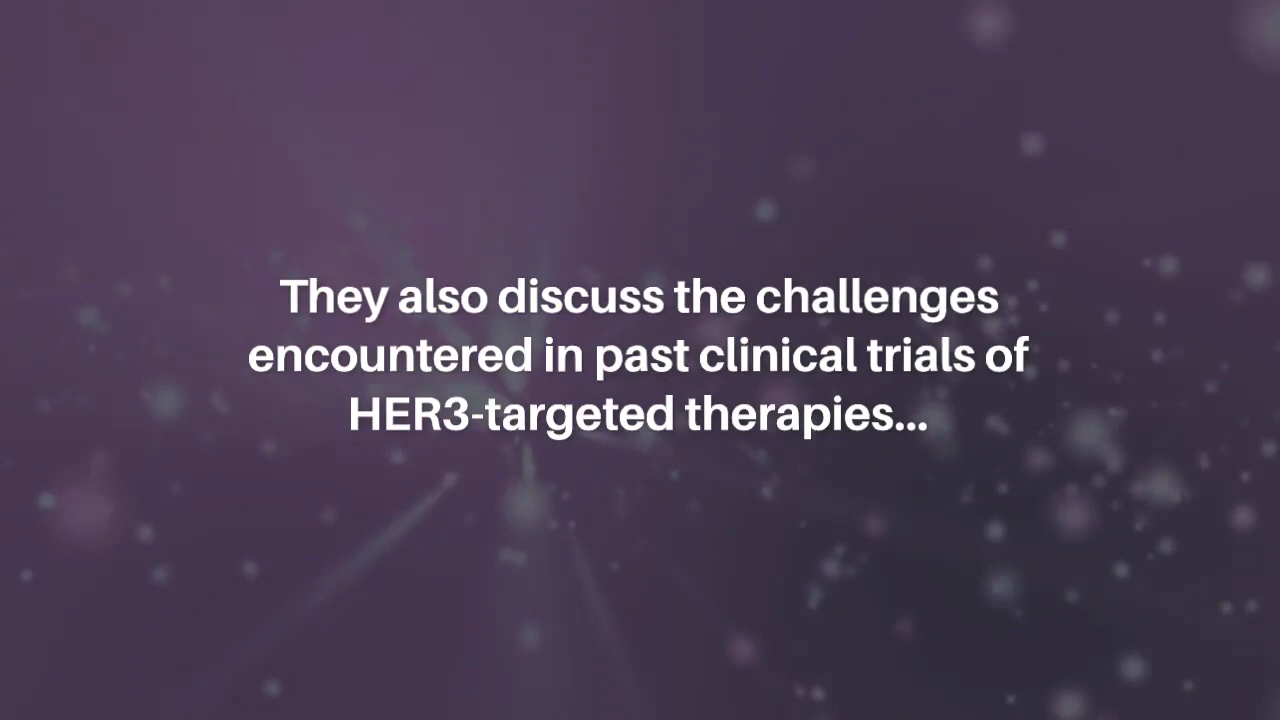 They also discuss the challenges
encountered in past clinical trials of
HER3-targeted therapies...